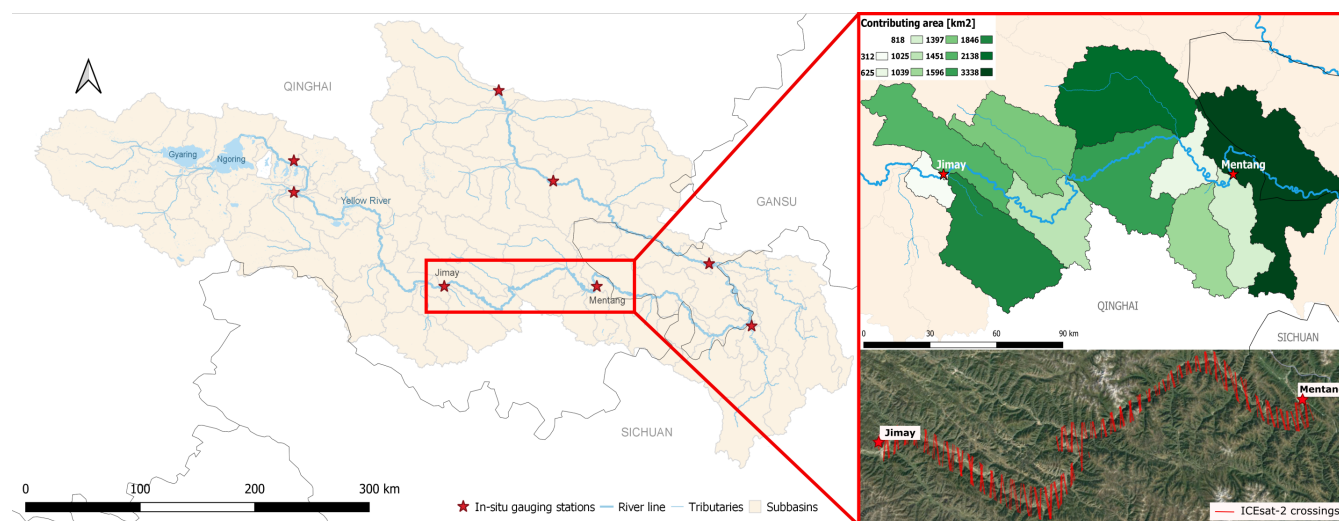 QINGHAI
Gyaring
Ngoring
Yellow River
GANSU
Jimay
Mentang
SICHUAN
0 100 200 300 km
In-situ gauging stations River line Tributaries Subbasins
Contributing area [km2]
818 1397 1846
312 1025 1451 2138
625 1039 1596 3338
Jimay
Mentang
QINGHAI
0 30 60 90 km
SICHUAN
Mentang
Jimay
ICEsat-2 crossings